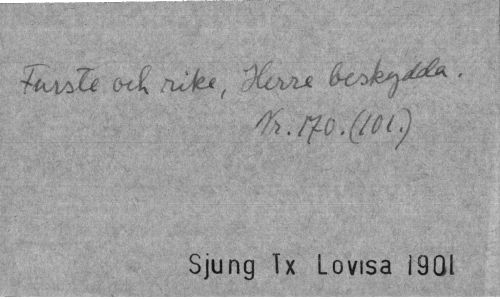 Furste och rike, Herre beskydda.
Nr. 170. (101.)
Sjung Tx Lovisa 1901